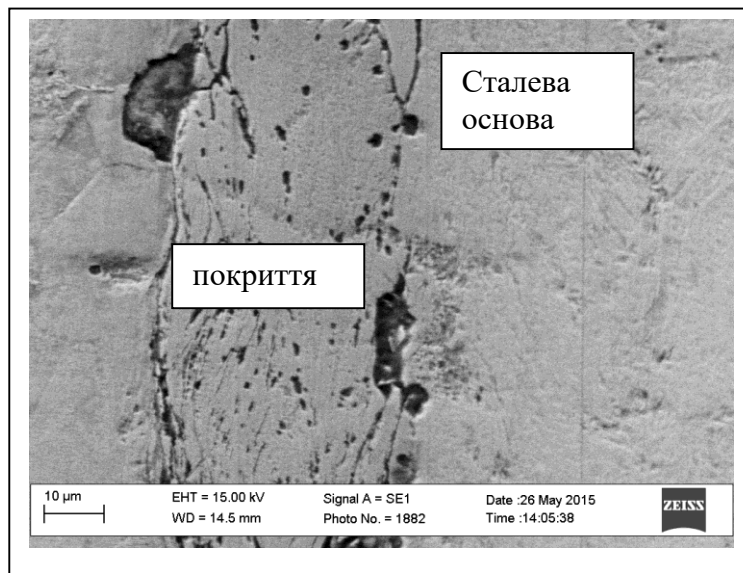 Сталева
основа
покриття
10 µm
EHT = 15.00 kV
WD = 14.5 mm
Signal A = SE1
Photo No. = 1882
Date :26 May 2015
Time :14:05:38
ZEISS